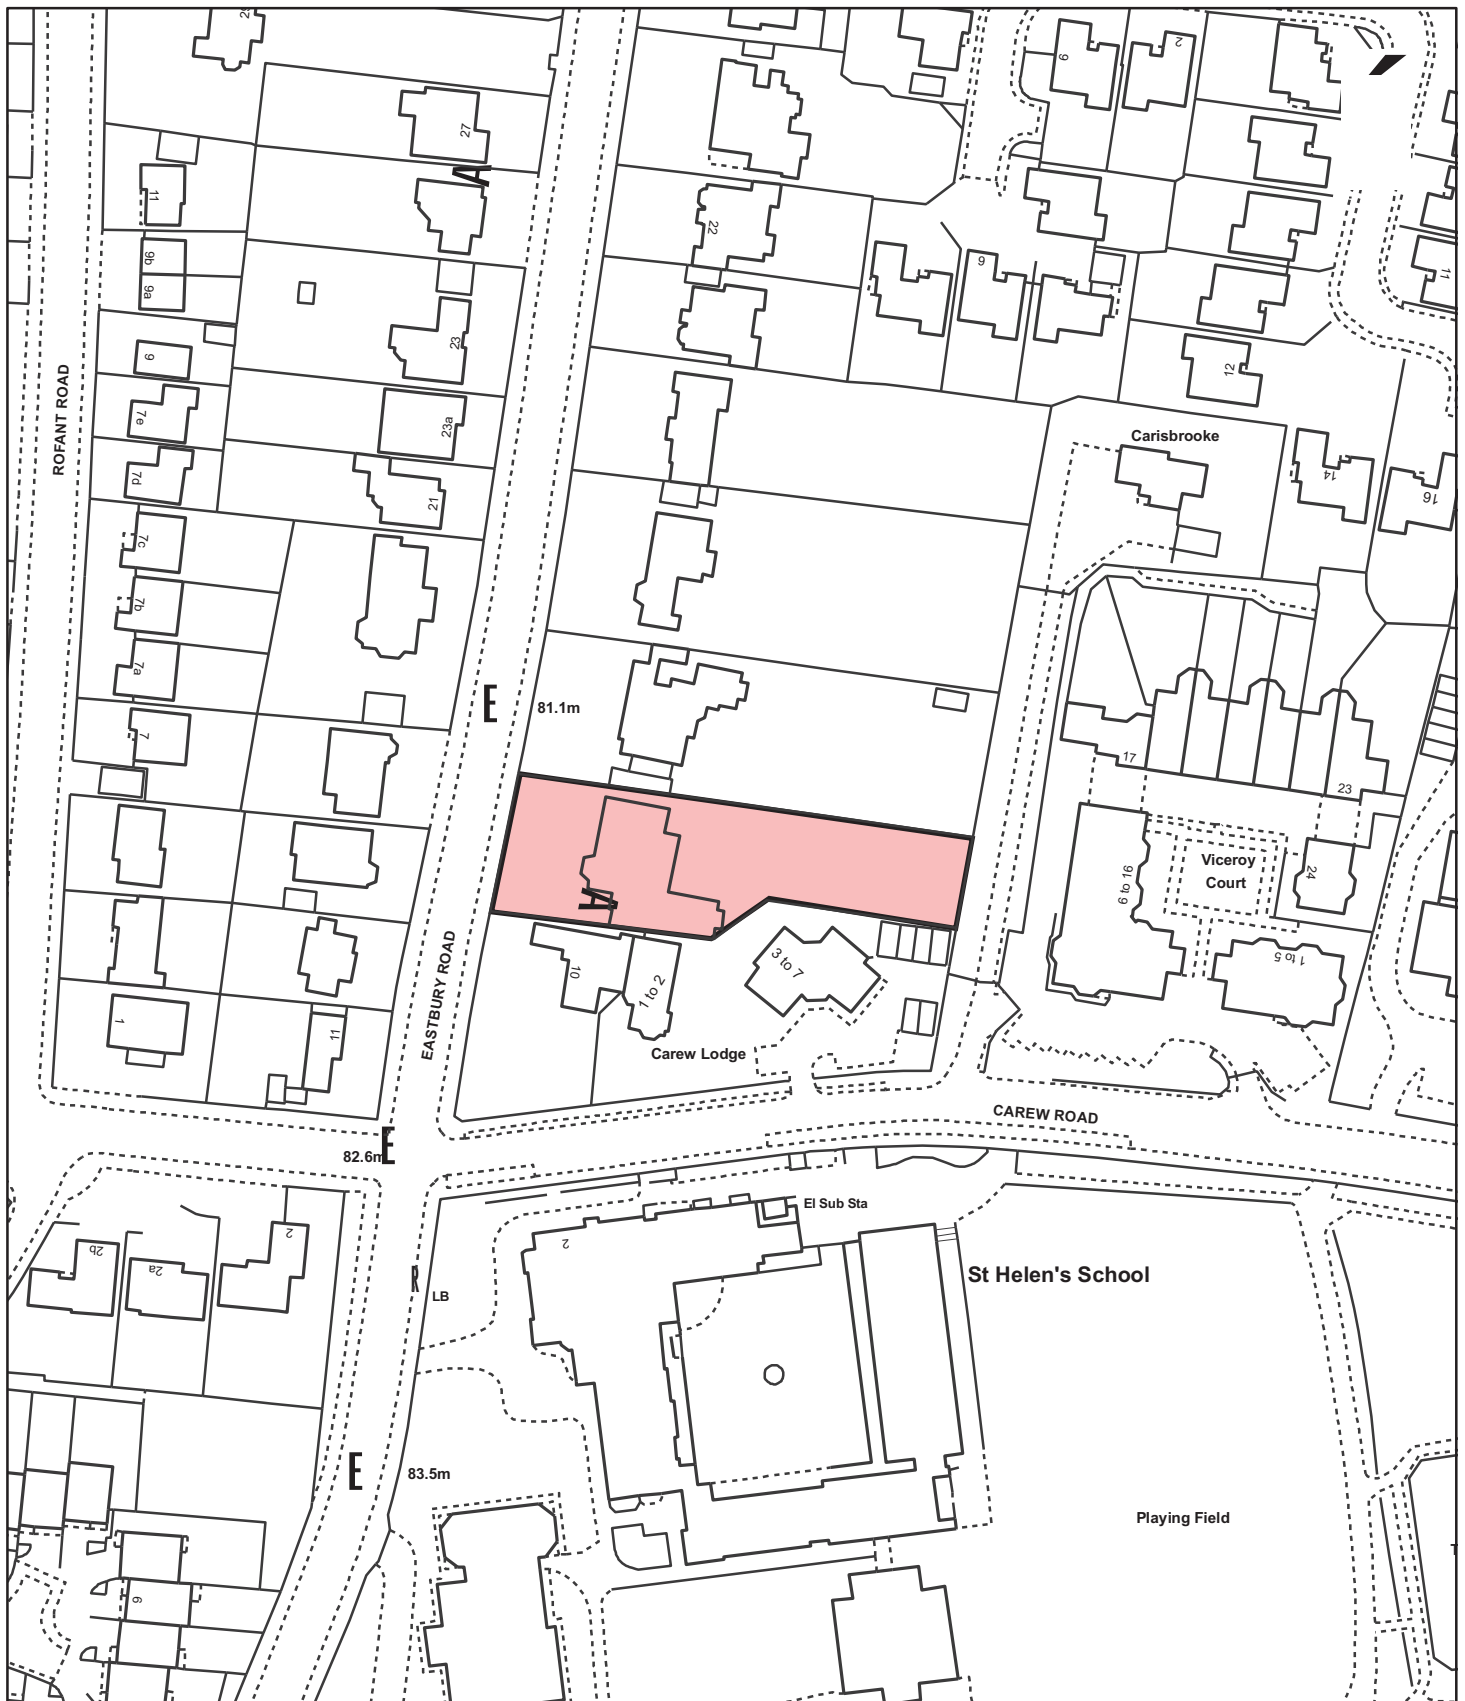 29
27
A
2
6
11
22
9b
9a
11
6
23
9
12
ROFANT ROAD
7e
23a
Carisbrooke
7d
21
14
16
7c
7b
7a
E
81.1m
7
17
23
6 to 16
Viceroy
Court
24
A
EASTBURY ROAD
10
1 to 2
3 to 7
1 to 5
1
11
Carew Lodge
CAREW ROAD
82.6m
E
El Sub Sta
2b
2a
2
2
St Helen's School
R
LB
E
83.5m
Playing Field
T